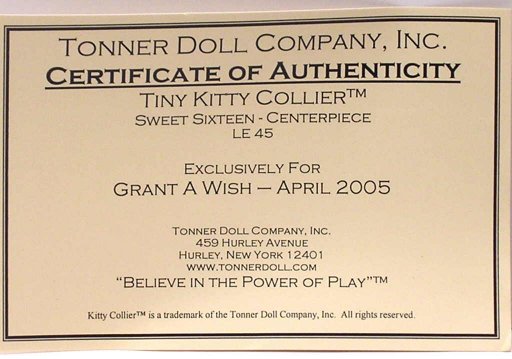 TONNER DOLL COMPANY, INC.
CERTIFICATE OF AUTHENTICITY
TINY KITTY COLLIER™
SWEET SIXTEEN - CENTERPIECE
LE 45
EXCLUSIVELY FOR
GRANT A WISH – APRIL 2005
TONNER DOLL COMPANY, INC.
459 HURLEY AVENUE
HURLEY, NEW YORK 12401
WWW.TONNERDOLL.COM
"BELIEVE IN THE POWER OF PLAY"™
Kitty Collier™ is a trademark of the Tonner Doll Company, Inc. All rights reserved.